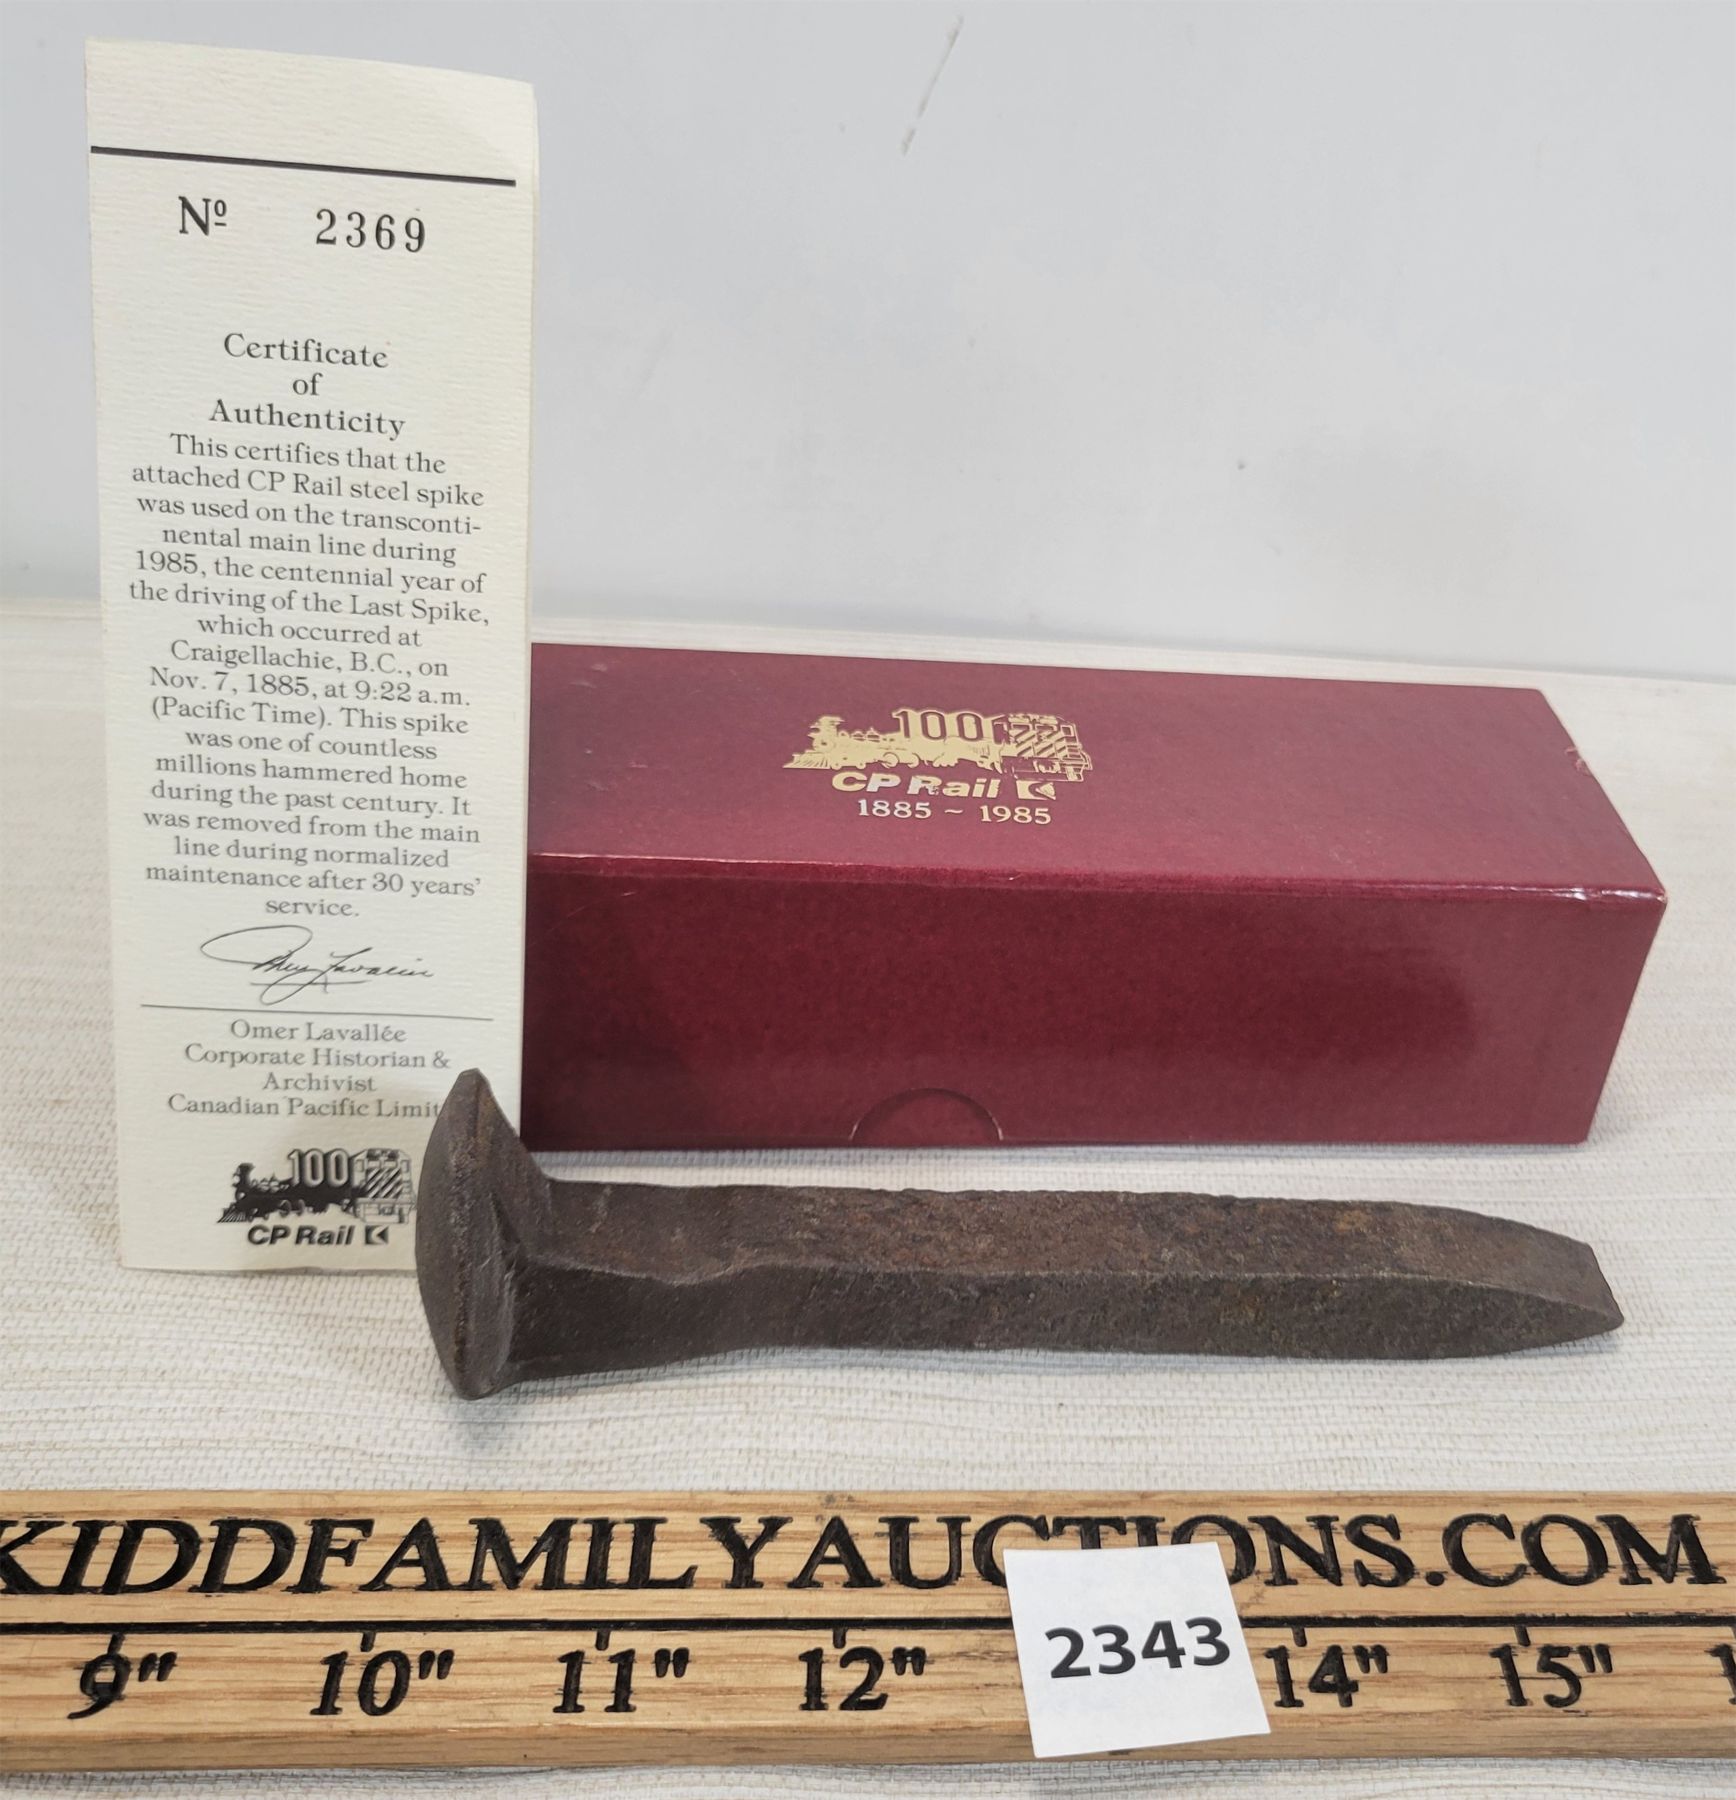 Nº 2369
Certificate
of
Authenticity
This certifies that the
attached CP Rail steel spike
was used on the transconti-
nental main line during
1985, the centennial year of
the driving of the Last Spike,
which occurred at
Craigellachie, B.C., on
Nov. 7, 1885, at 9:22 a.m.
(Pacific Time). This spike
was one of countless
millions hammered home
during the past century. It
was removed from the main
line during normalized
maintenance after 30 years'
service.
Omer Lavallée
Omer Lavallée
Corporate Historian &
Archivist
Canadian Pacific Limit
100
CP Rail
100
CP Rail
1885 ~ 1985
KIDDFAMILYAUCTIONS.COM
2343
9" 10" 11" 12" 14" 15"